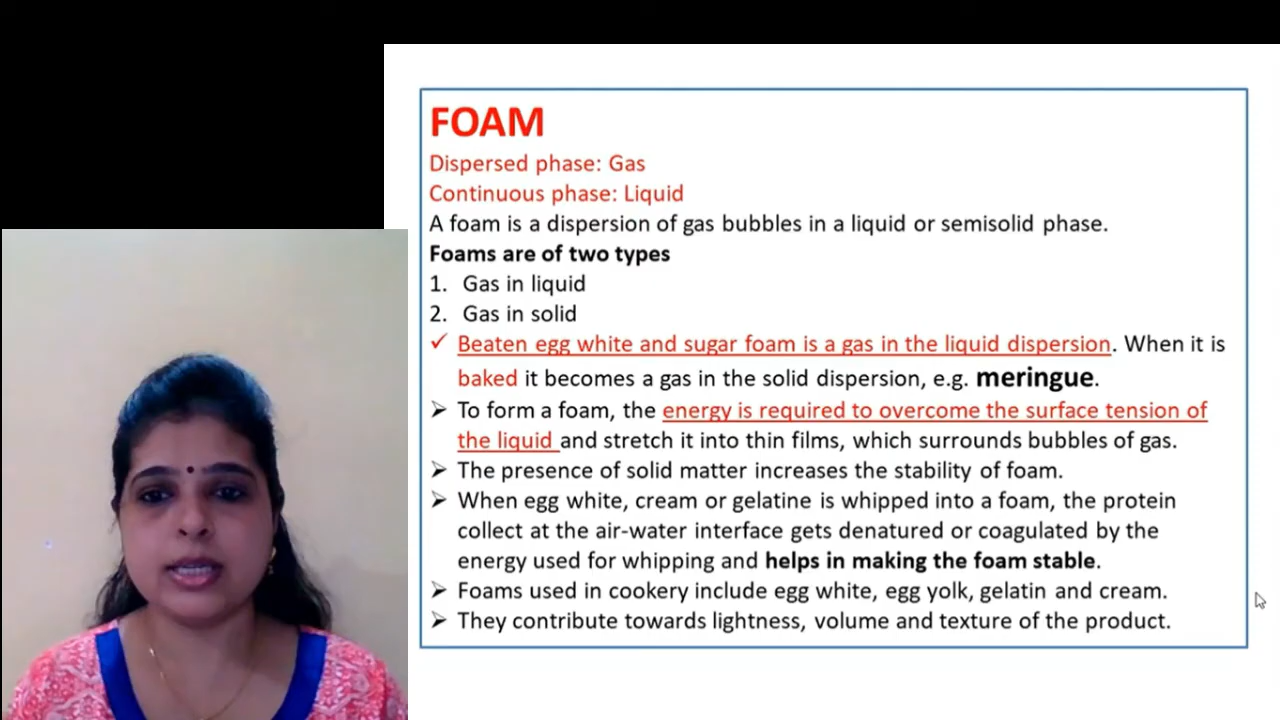 FOAM
Dispersed phase: Gas
Continuous phase: Liquid
A foam is a dispersion of gas bubbles in a liquid or semisolid phase.
Foams are of two types
1. Gas in liquid
2. Gas in solid
✓ Beaten egg white and sugar foam is a gas in the liquid dispersion. When it is
baked it becomes a gas in the solid dispersion, e.g. meringue.
➢ To form a foam, the energy is required to overcome the surface tension of
the liquid and stretch it into thin films, which surrounds bubbles of gas.
➢ The presence of solid matter increases the stability of foam.
➢ When egg white, cream or gelatine is whipped into a foam, the protein
collect at the air-water interface gets denatured or coagulated by the
energy used for whipping and helps in making the foam stable.
➢ Foams used in cookery include egg white, egg yolk, gelatin and cream.
➢ They contribute towards lightness, volume and texture of the product.